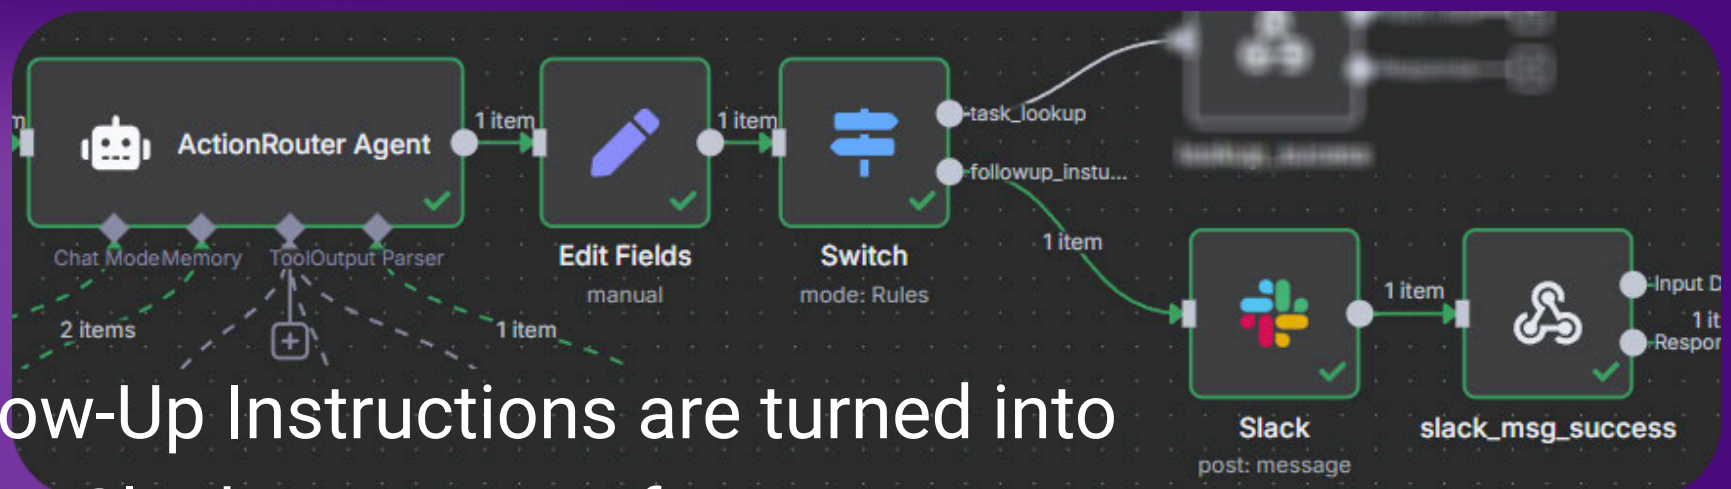 ActionRouter Agent
1 item
1 item
task_lookup
followup_instu...
Chat Mode
Memory
Tool
Output Parser
Edit Fields
manual
Switch
mode: Rules
1 item
2 items
1 item
1 item
Input D
1 it
Respor
ow-Up Instructions are turned into
Slack
post: message
slack_msg_success